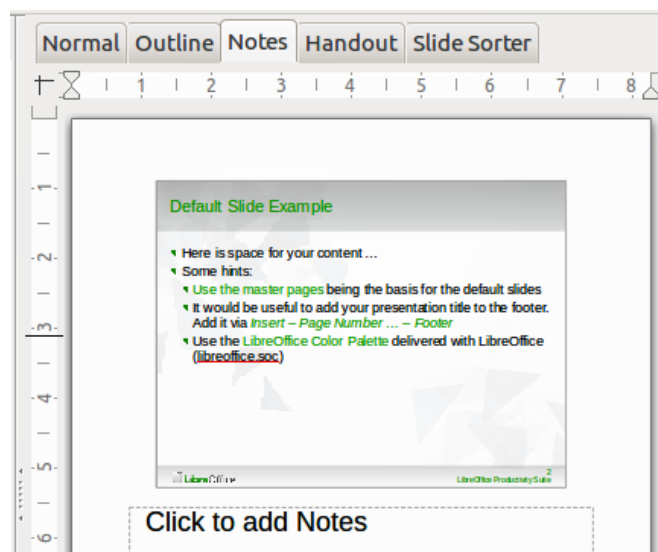 Normal Outline Notes Handout Slide Sorter
1 2 3 4 5 6 7 8
1
2
3
4
5
6
Default Slide Example
Here is space for your content …
Some hints:
Use the master pages being the basis for the default slides
It would be useful to add your presentation title to the footer.
Add it via Insert – Page Number … – Footer
Use the LibreOffice Color Palette delivered with LibreOffice
(libreoffice.soc)
2
LibreOffice LibreOffice Productivity Suite
Click to add Notes